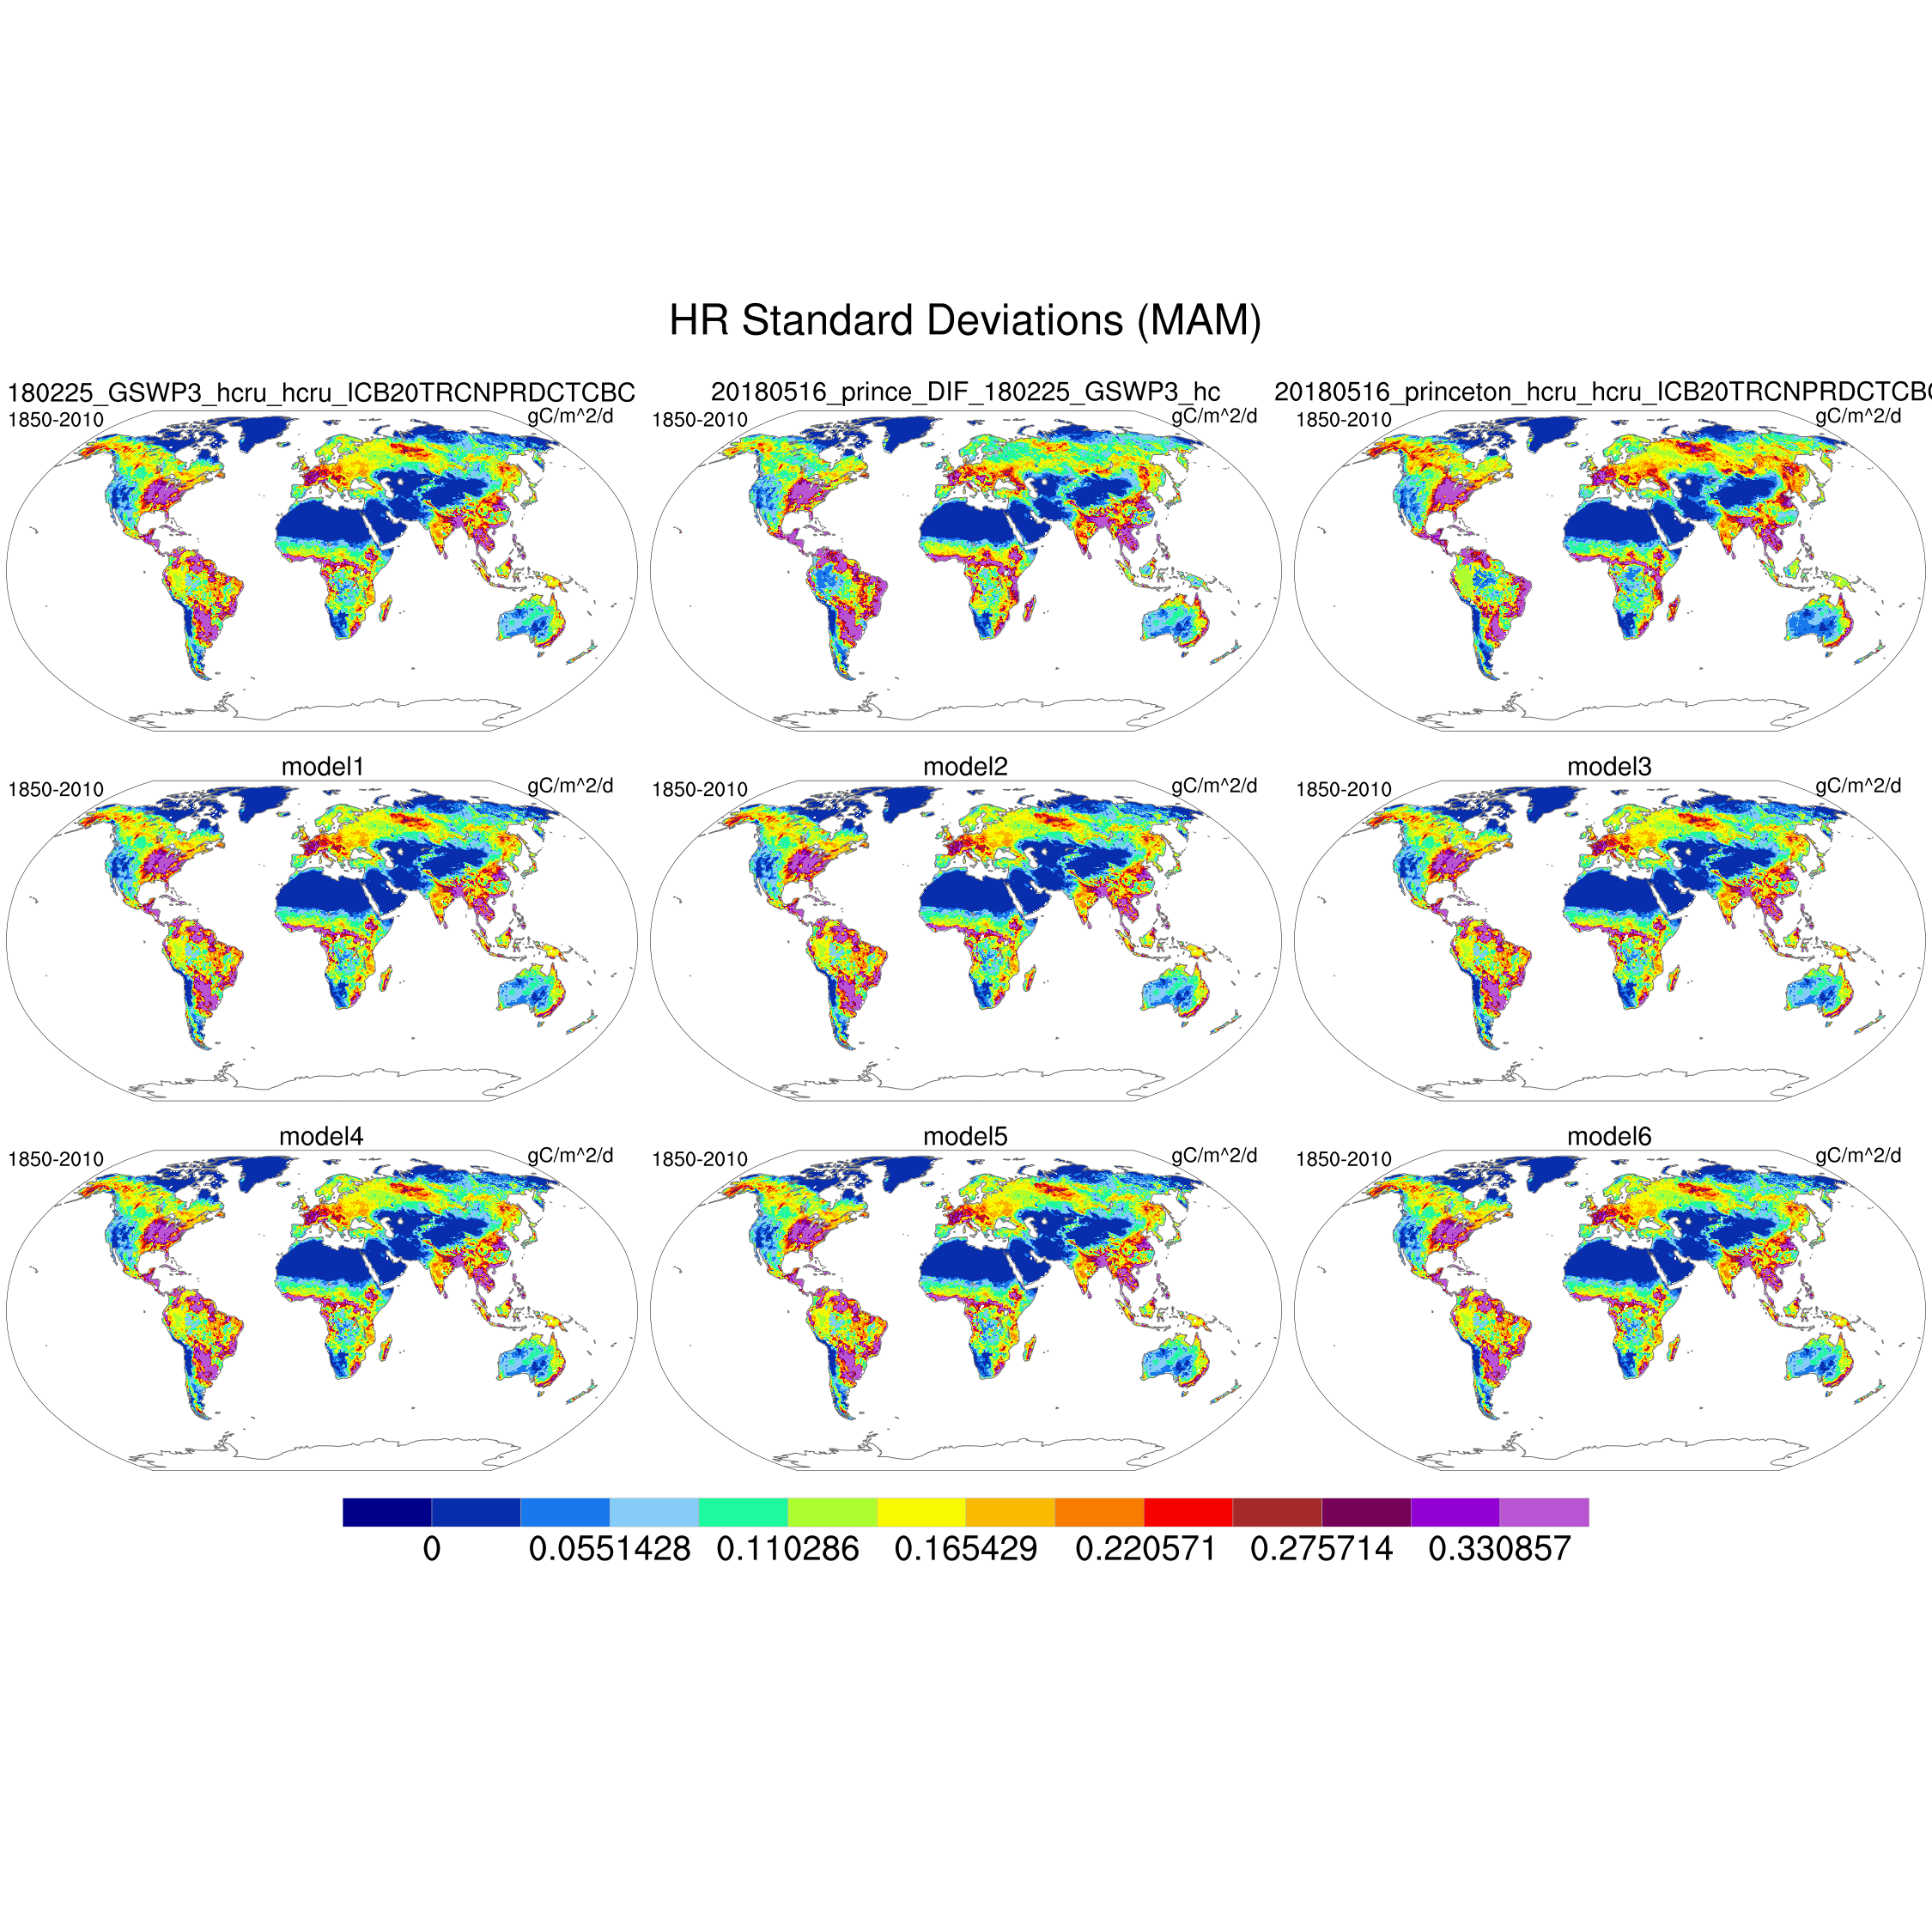 HR Standard Deviations (MAM)
180225_GSWP3_hcru_hcru_ICB20TRCNPRDCTCBC
20180516_prince_DIF_180225_GSWP3_hc
20180516_princeton_hcru_hcru_ICB20TRCNPRDCTCBC
1850-2010 gC/m^2/d
1850-2010 gC/m^2/d
1850-2010 gC/m^2/d
model1
model2
model3
1850-2010 gC/m^2/d
1850-2010 gC/m^2/d
1850-2010 gC/m^2/d
model4
model5
model6
1850-2010 gC/m^2/d
1850-2010 gC/m^2/d
1850-2010 gC/m^2/d
0 0.0551428 0.110286 0.165429 0.220571 0.275714 0.330857